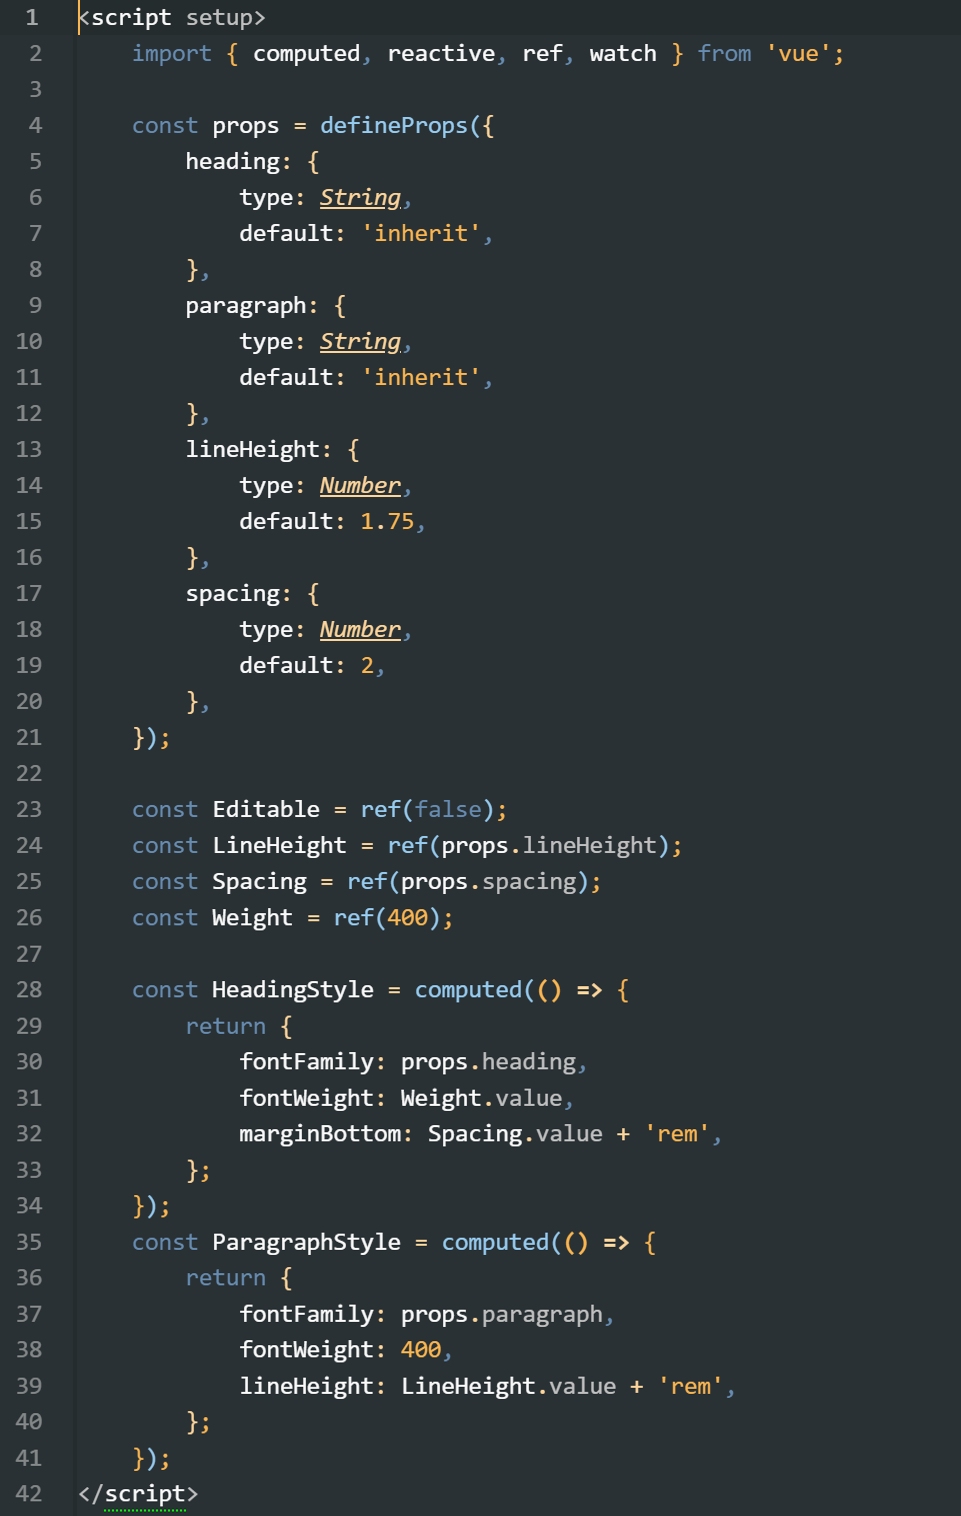 1 <script setup>
2     import { computed, reactive, ref, watch } from 'vue';
3
4     const props = defineProps({
5         heading: {
6             type: String,
7             default: 'inherit',
8         },
9         paragraph: {
10             type: String,
11             default: 'inherit',
12         },
13         lineHeight: {
14             type: Number,
15             default: 1.75,
16         },
17         spacing: {
18             type: Number,
19             default: 2,
20         },
21     });
22
23     const Editable = ref(false);
24     const LineHeight = ref(props.lineHeight);
25     const Spacing = ref(props.spacing);
26     const Weight = ref(400);
27
28     const HeadingStyle = computed(() => {
29         return {
30             fontFamily: props.heading,
31             fontWeight: Weight.value,
32             marginBottom: Spacing.value + 'rem',
33         };
34     });
35     const ParagraphStyle = computed(() => {
36         return {
37             fontFamily: props.paragraph,
38             fontWeight: 400,
39             lineHeight: LineHeight.value + 'rem',
40         };
41     });
42 </script>